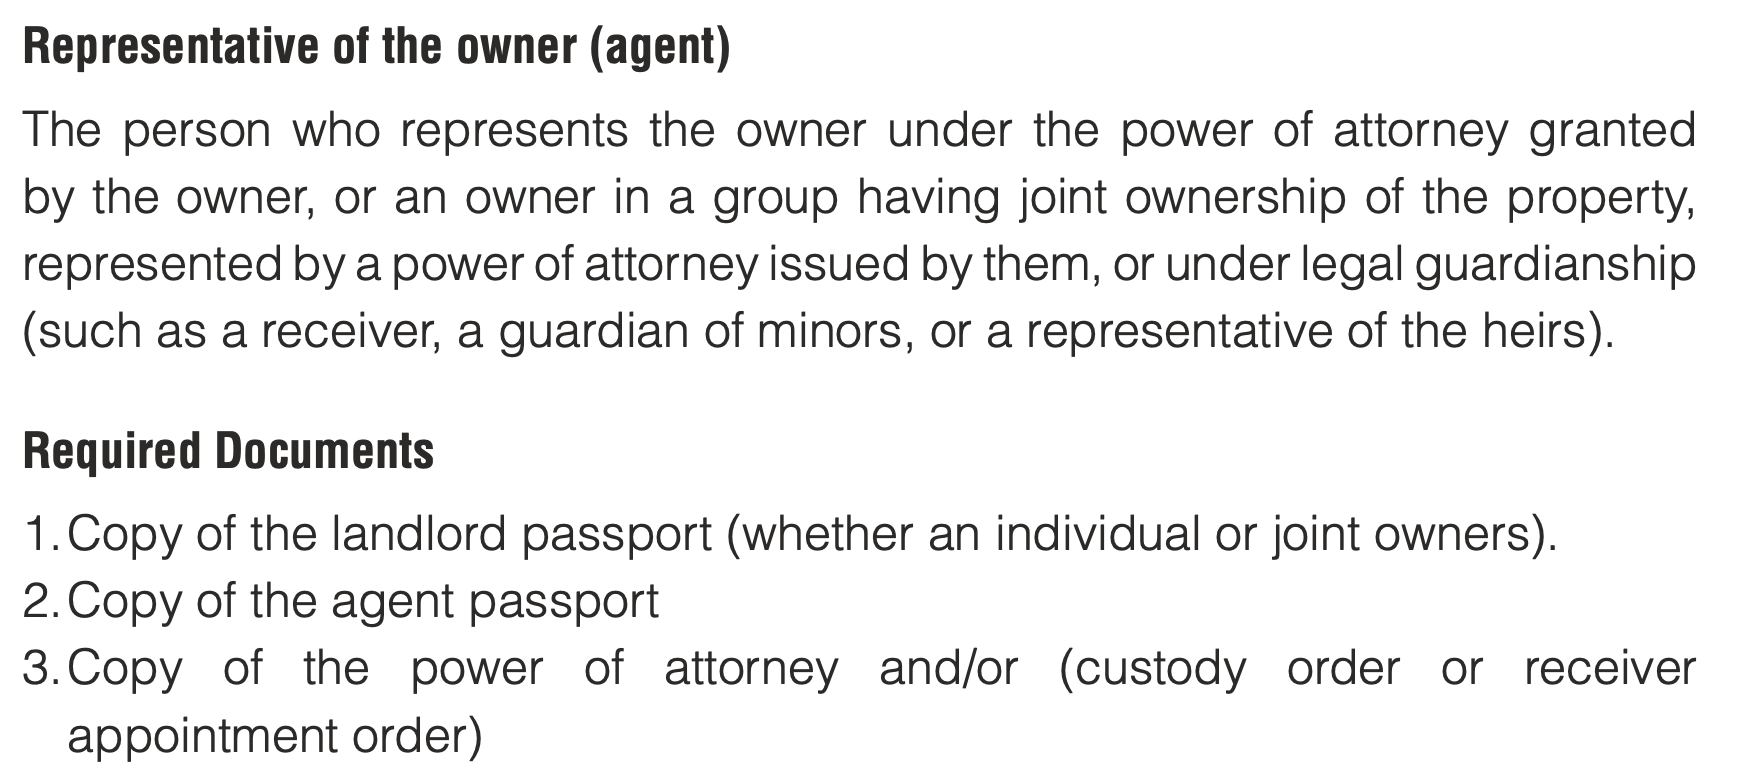 Representative of the owner (agent)
The person who represents the owner under the power of attorney granted
by the owner, or an owner in a group having joint ownership of the property,
represented by a power of attorney issued by them, or under legal guardianship
(such as a receiver, a guardian of minors, or a representative of the heirs).
Required Documents
1. Copy of the landlord passport (whether an individual or joint owners).
2. Copy of the agent passport
3. Copy of the power of attorney and/or (custody order or receiver
appointment order)